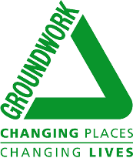 GROUNDWORK
CHANGING PLACES
CHANGING LIVES